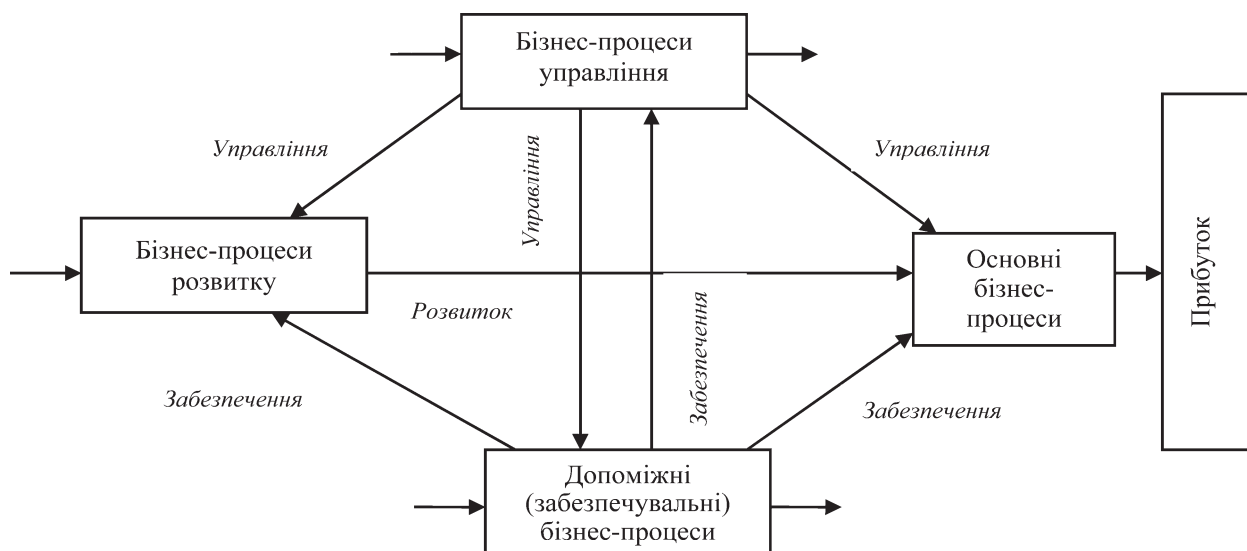 Бізнес-процеси
управління
Управління
Управління
Управління
Бізнес-процеси
розвитку
Основні
бізнес-
процеси
Прибуток
Розвиток
Забезпечення
Забезпечення
Забезпечення
Допоміжні
(забезпечувальні)
бізнес-процеси